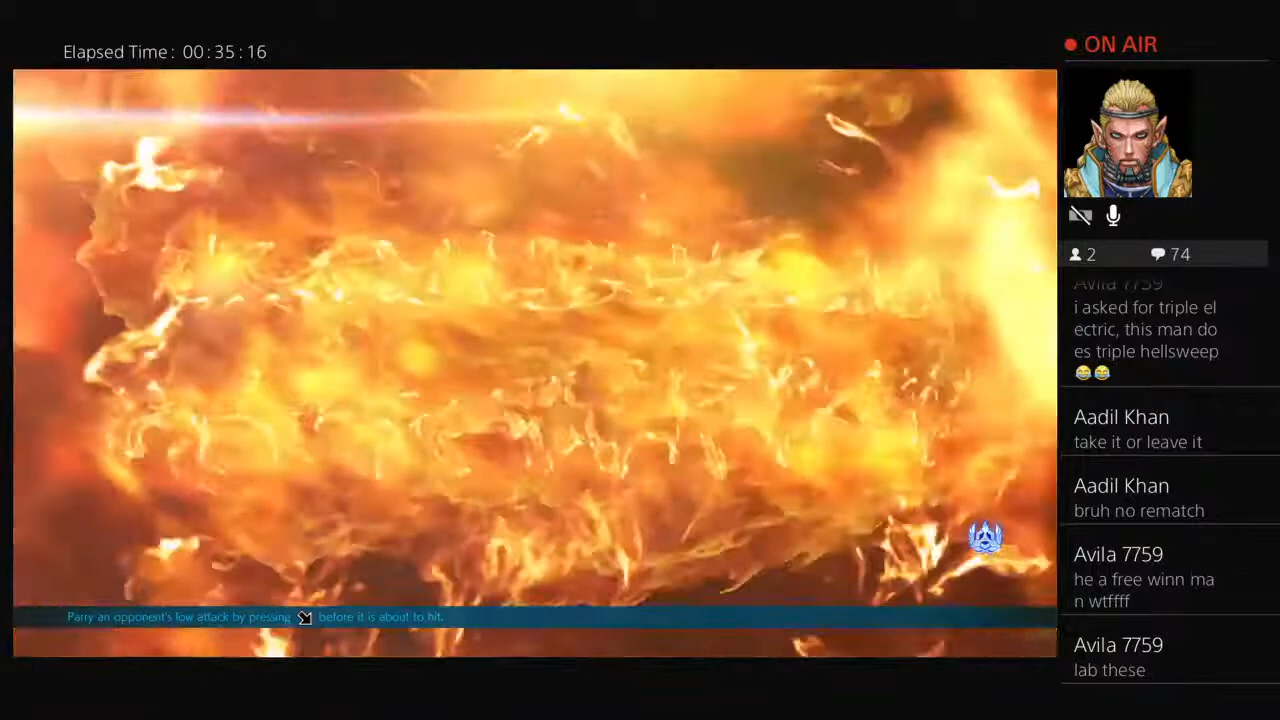 Elapsed Time: 00:35:16
ON AIR
2
74
Avila 7759
i asked for triple el
ectric, this man do
es triple hellsweep
😂😂
Aadil Khan
take it or leave it
Aadil Khan
bruh no rematch
Avila 7759
he a free winn ma
n wtffff
Avila 7759
lab these
Parry an opponent's low attack by pressing ↘ before it is about to hit.